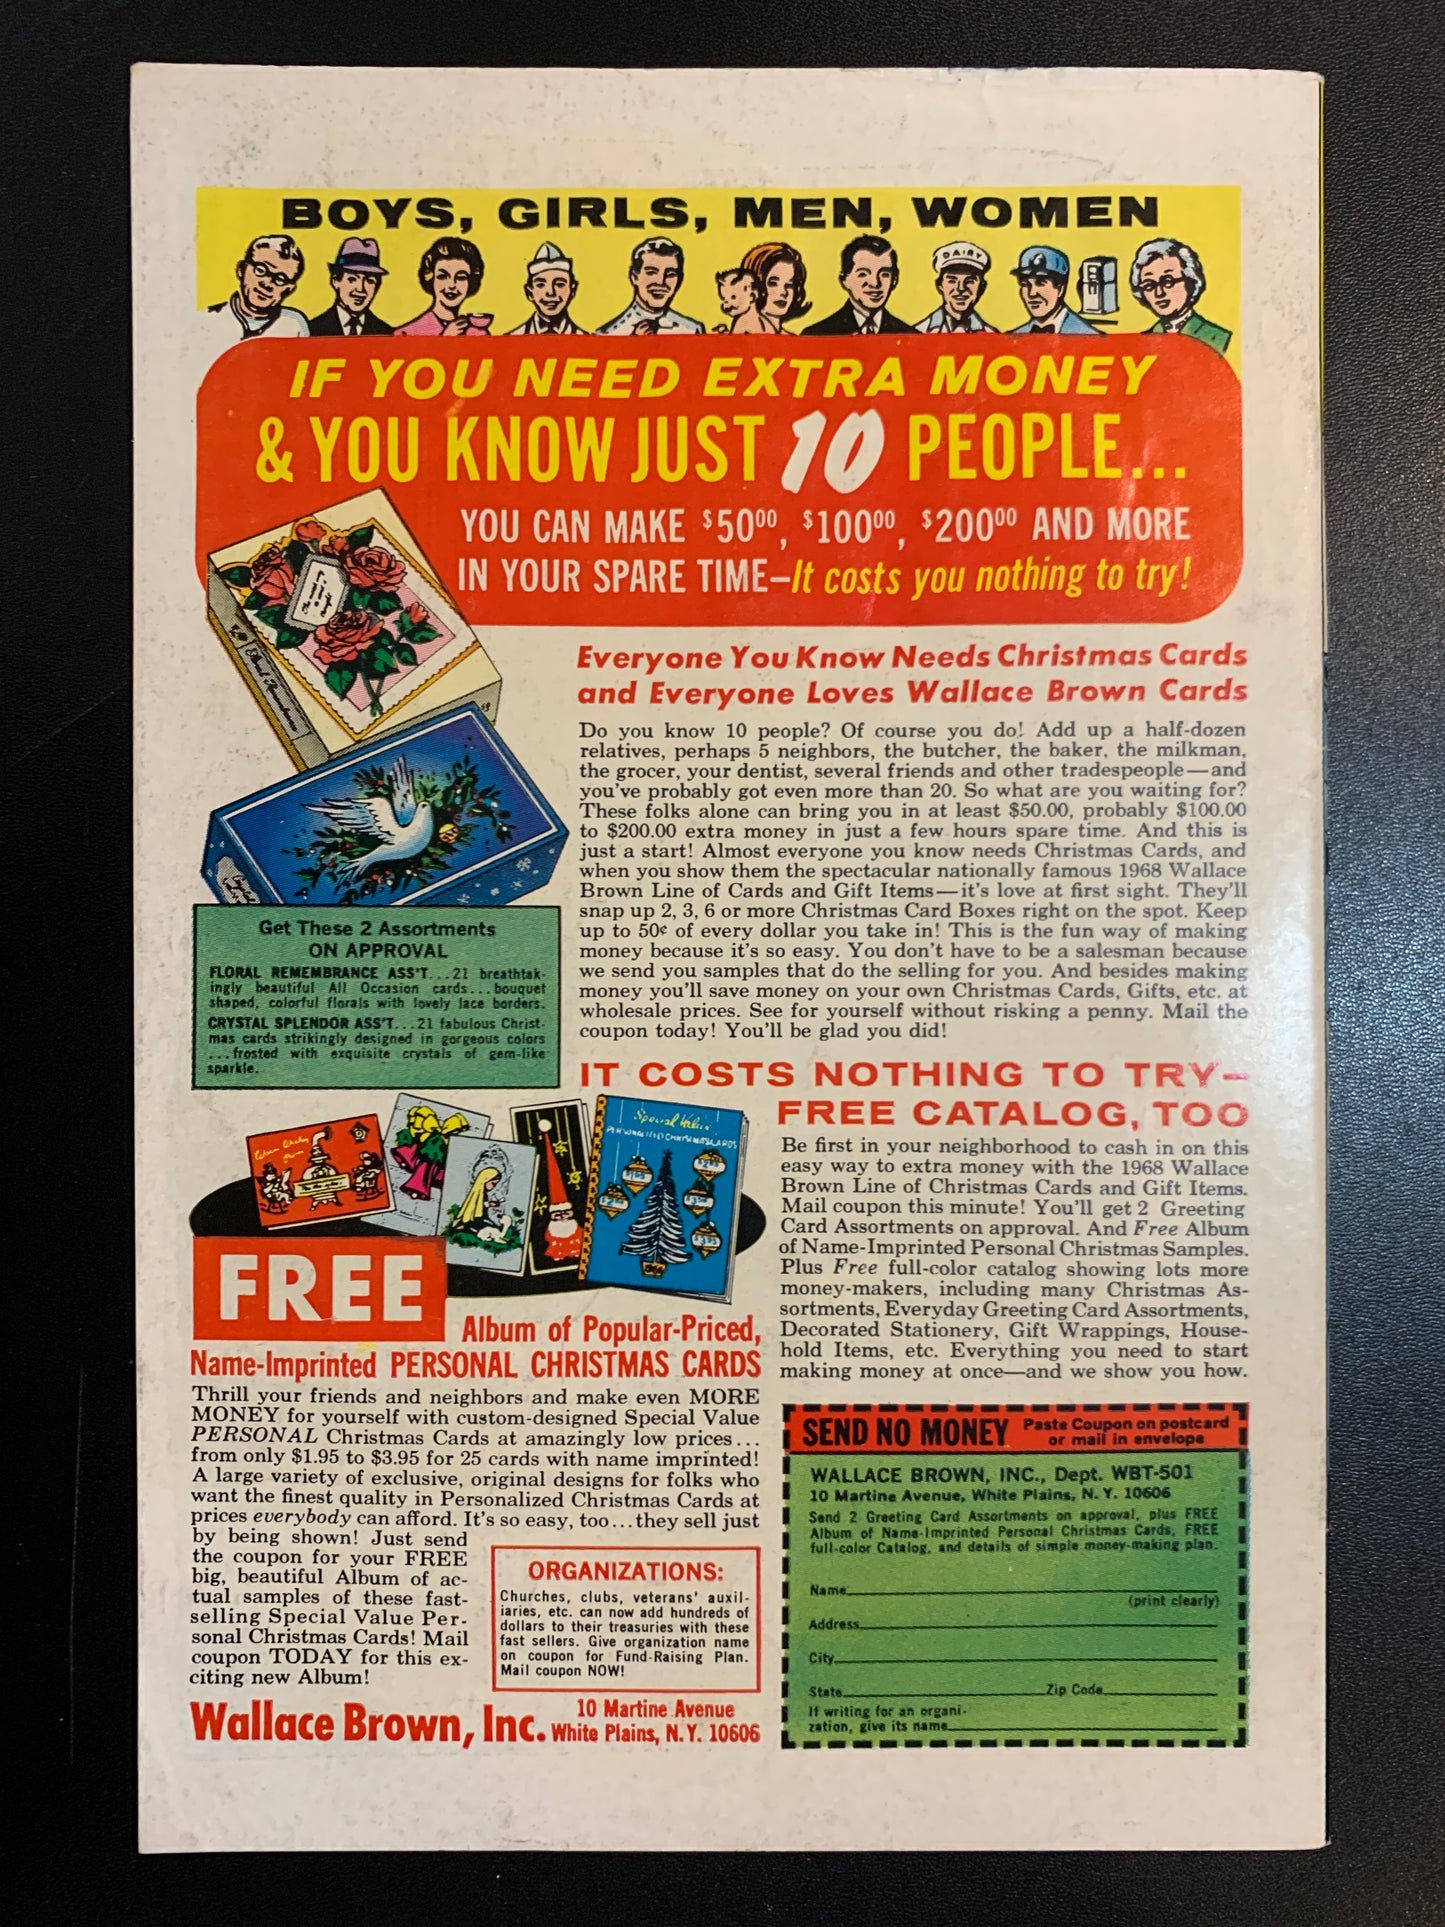 BOYS, GIRLS, MEN, WOMEN
DAIRY
IF YOU NEED EXTRA MONEY
& YOU KNOW JUST 10 PEOPLE...
YOU CAN MAKE $5000, $10000, $20000 AND MORE
IN YOUR SPARE TIME—It costs you nothing to try!
Everyone You Know Needs Christmas Cards
and Everyone Loves Wallace Brown Cards
Do you know 10 people? Of course you do! Add up a half-dozen
relatives, perhaps 5 neighbors, the butcher, the baker, the milkman,
the grocer, your dentist, several friends and other tradespeople—and
you've probably got even more than 20. So what are you waiting for?
These folks alone can bring you in at least $50.00, probably $100.00
to $200.00 extra money in just a few hours spare time. And this is
just a start! Almost everyone you know needs Christmas Cards, and
when you show them the spectacular nationally famous 1968 Wallace
Brown Line of Cards and Gift Items—it's love at first sight. They'll
snap up 2, 3, 6 or more Christmas Card Boxes right on the spot. Keep
up to 50¢ of every dollar you take in! This is the fun way of making
money because it's so easy. You don't have to be a salesman because
we send you samples that do the selling for you. And besides making
money you'll save money on your own Christmas Cards, Gifts, etc. at
wholesale prices. See for yourself without risking a penny. Mail the
coupon today! You'll be glad you did!
Get These 2 Assortments
ON APPROVAL
FLORAL REMEMBRANCE ASS'T...21 breathtak-
ingly beautiful All Occasion cards...bouquet
shaped, colorful florals with lovely lace borders.
CRYSTAL SPLENDOR ASS'T...21 fabulous Christ-
mas cards strikingly designed in gorgeous colors
...frosted with exquisite crystals of gem-like
sparkle.
IT COSTS NOTHING TO TRY—
FREE CATALOG, TOO
Be first in your neighborhood to cash in on this
easy way to extra money with the 1968 Wallace
Brown Line of Christmas Cards and Gift Items.
Mail coupon this minute! You'll get 2 Greeting
Card Assortments on approval. And Free Album
of Name-Imprinted Personal Christmas Samples.
Plus Free full-color catalog showing lots more
money-makers, including many Christmas As-
sortments, Everyday Greeting Card Assortments,
Decorated Stationery, Gift Wrappings, House-
hold Items, etc. Everything you need to start
making money at once—and we show you how.
Special Value
PERSONALIZED CHRISTMAS CARDS
FREE
Album of Popular-Priced,
Name-Imprinted PERSONAL CHRISTMAS CARDS
Thrill your friends and neighbors and make even MORE
MONEY for yourself with custom-designed Special Value
PERSONAL Christmas Cards at amazingly low prices...
from only $1.95 to $3.95 for 25 cards with name imprinted!
A large variety of exclusive, original designs for folks who
want the finest quality in Personalized Christmas Cards at
prices everybody can afford. It's so easy, too...they sell just
by being shown! Just send
the coupon for your FREE
big, beautiful Album of ac-
tual samples of these fast-
selling Special Value Per-
sonal Christmas Cards! Mail
coupon TODAY for this ex-
citing new Album!
ORGANIZATIONS:
Churches, clubs, veterans' auxil-
iaries, etc. can now add hundreds of
dollars to their treasuries with these
fast sellers. Give organization name
on coupon for Fund-Raising Plan.
Mail coupon NOW!
Wallace Brown, Inc. 10 Martine Avenue
White Plains, N.Y. 10606
SEND NO MONEY Paste Coupon on postcard
or mail in envelope
WALLACE BROWN, INC., Dept. WBT-501
10 Martine Avenue, White Plains, N.Y. 10606
Send 2 Greeting Card Assortments on approval, plus FREE
Album of Name-Imprinted Personal Christmas Cards, FREE
full-color Catalog, and details of simple money-making plan.
Name
(print clearly)
Address
City
State Zip Code
If writing for an organi-
zation, give its name